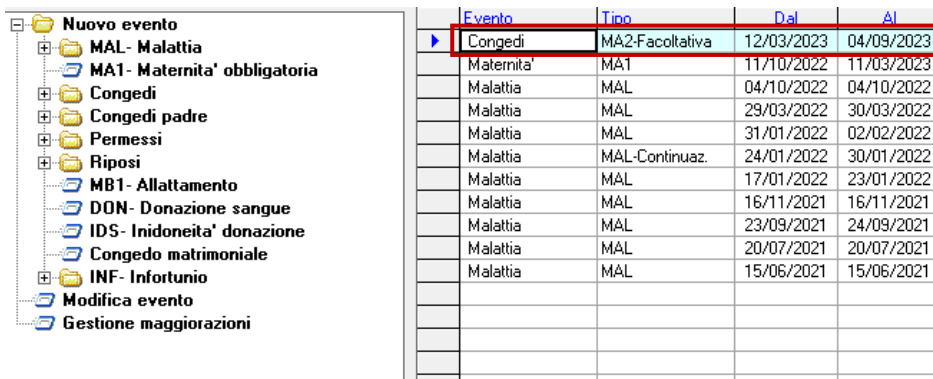 Nuovo evento
MAL- Malattia
MA1- Maternita' obbligatoria
Congedi
Congedi padre
Permessi
Riposi
MB1- Allattamento
DON- Donazione sangue
IDS- Inidoneita' donazione
Congedo matrimoniale
INF- Infortunio
Modifica evento
Gestione maggiorazioni
Evento Tipo Dal Al
Congedi MA2-Facoltativa 12/03/2023 04/09/2023
Maternita' MA1 11/10/2022 11/03/2023
Malattia MAL 04/10/2022 04/10/2022
Malattia MAL 29/03/2022 30/03/2022
Malattia MAL 31/01/2022 02/02/2022
Malattia MAL-Continuaz. 24/01/2022 30/01/2022
Malattia MAL 17/01/2022 23/01/2022
Malattia MAL 16/11/2021 16/11/2021
Malattia MAL 23/09/2021 24/09/2021
Malattia MAL 20/07/2021 20/07/2021
Malattia MAL 15/06/2021 15/06/2021